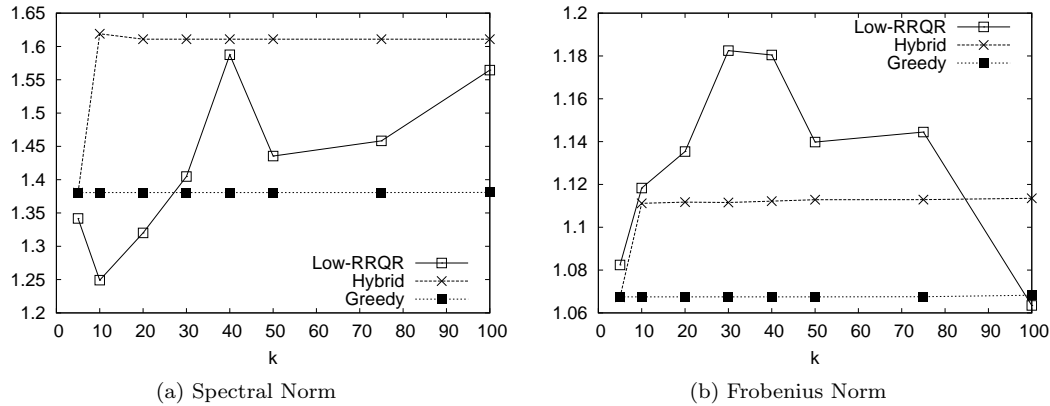 1.65
1.6
1.55
1.5
1.45
1.4
1.35
1.3
1.25
1.2
0 10 20 30 40 50 60 70 80 90 100
k
Low-RRQR
Hybrid
Greedy
(a) Spectral Norm
1.2
1.18
1.16
1.14
1.12
1.1
1.08
1.06
0 10 20 30 40 50 60 70 80 90 100
k
Low-RRQR
Hybrid
Greedy
(b) Frobenius Norm